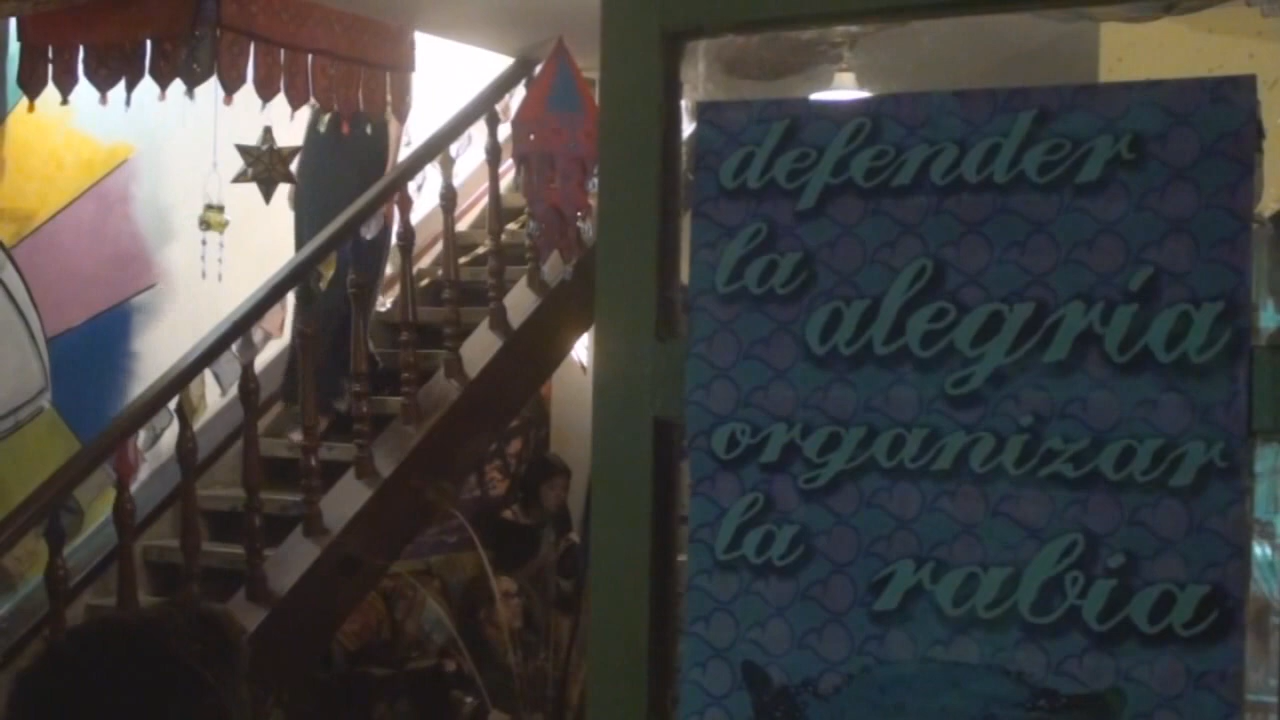 defender
la
alegría
organizar
la
rabia